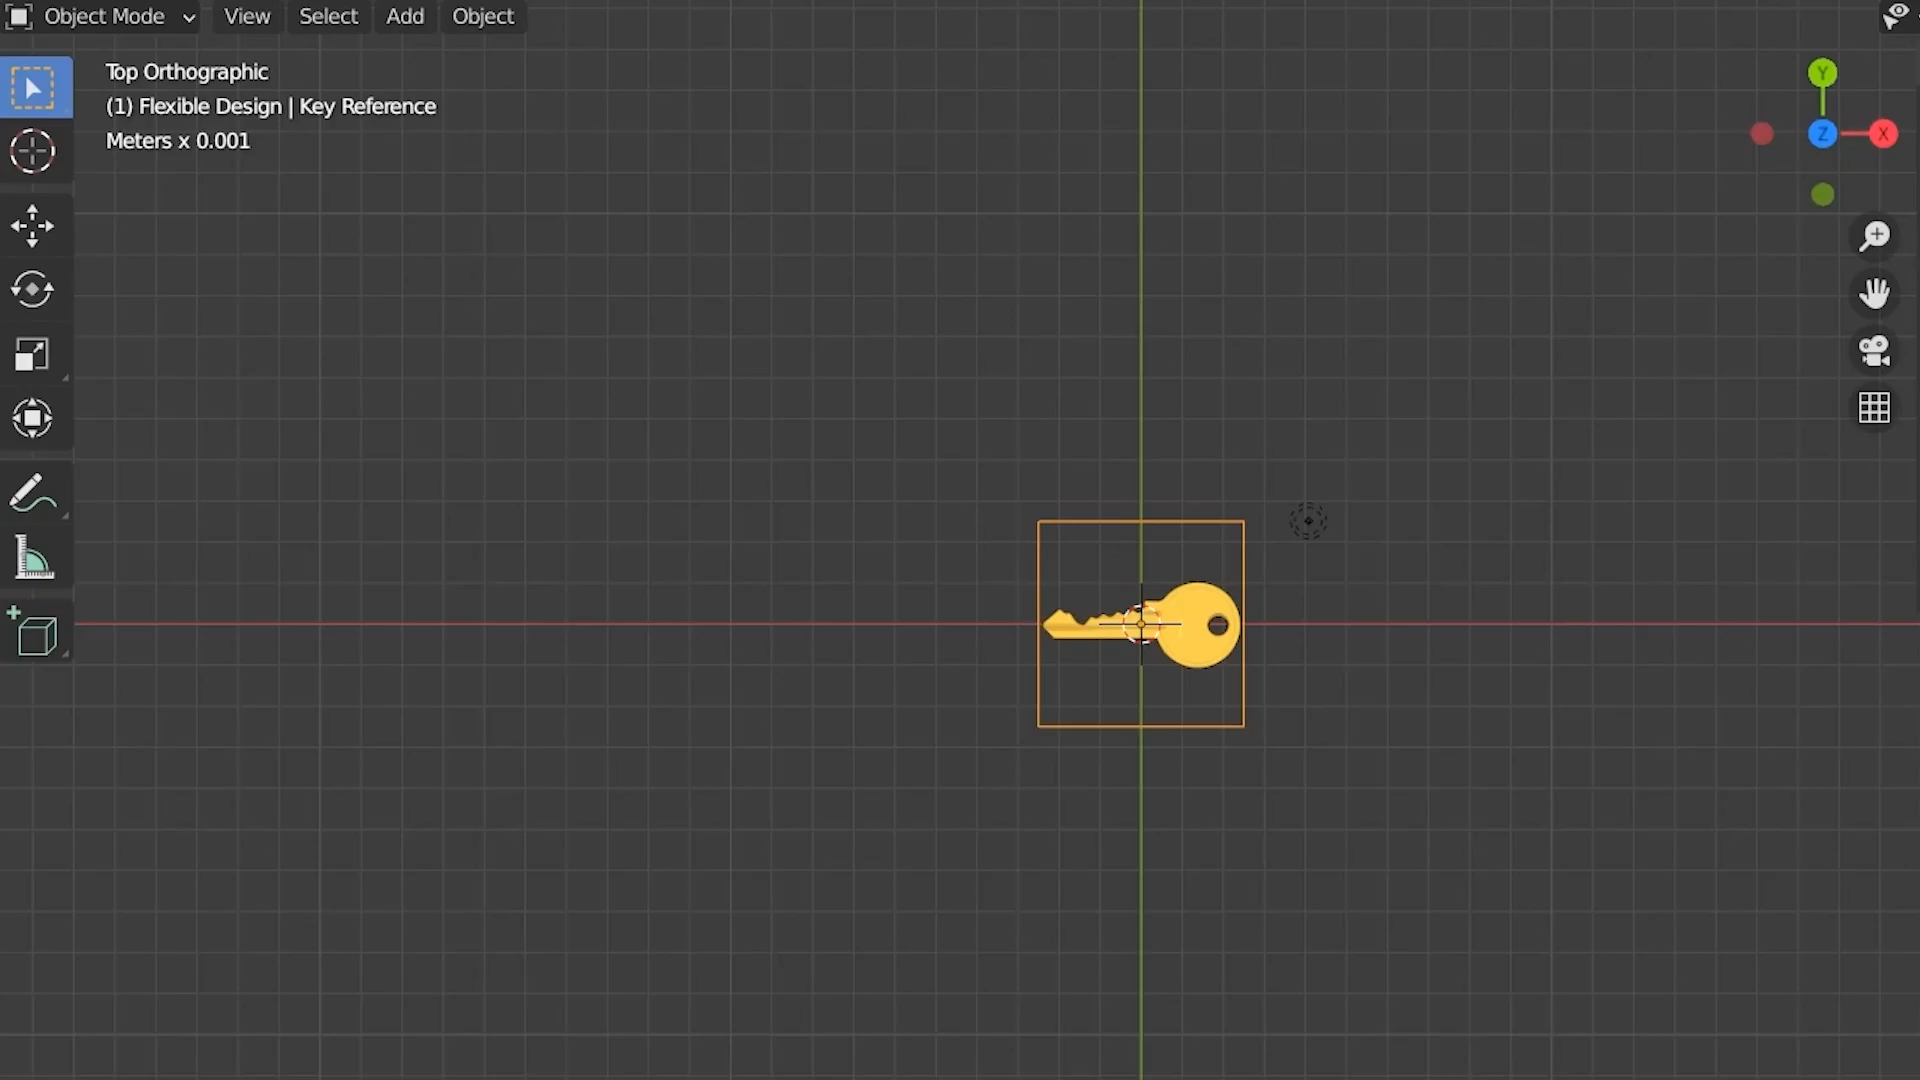 Object Mode View Select Add Object
Top Orthographic
(1) Flexible Design | Key Reference
Meters x 0.001
Y
Z X